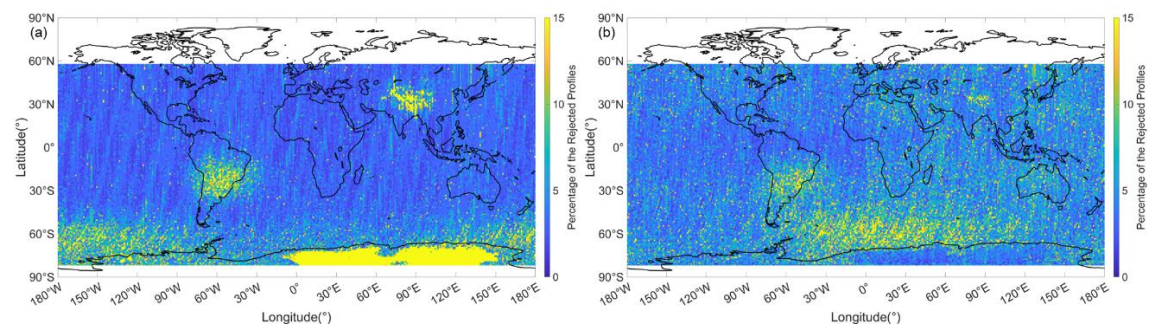 (a)
90°N
60°N
30°N
0°
30°S
60°S
90°S
Latitude(°)
180°W 150°W 120°W 90°W 60°W 30°W 0° 30°E 60°E 90°E 120°E 150°E 180°E
Longitude(°)
15
10
5
0
Percentage of the Rejected Profiles
(b)
90°N
60°N
30°N
0°
30°S
60°S
90°S
Latitude(°)
180°W 150°W 120°W 90°W 60°W 30°W 0° 30°E 60°E 90°E 120°E 150°E 180°E
Longitude(°)
15
10
5
0
Percentage of the Rejected Profiles